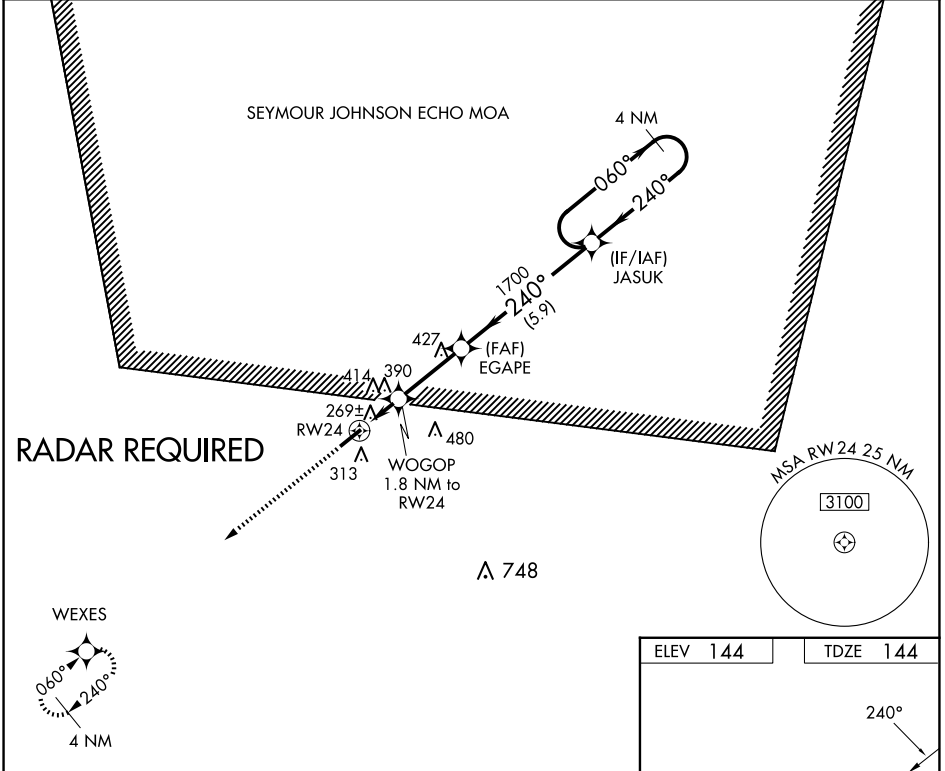 SEYMOUR JOHNSON ECHO MOA
4 NM
060°
240°
(IF/IAF)
JASUK
1700
240°
(5.9)
427
(FAF)
EGAPE
414
390
269±
RW24
480
313
WOGOP
1.8 NM to
RW24
RADAR REQUIRED
MSA RW24 25 NM
3100
748
WEXES
060°
240°
4 NM
ELEV 144
TDZE 144
240°